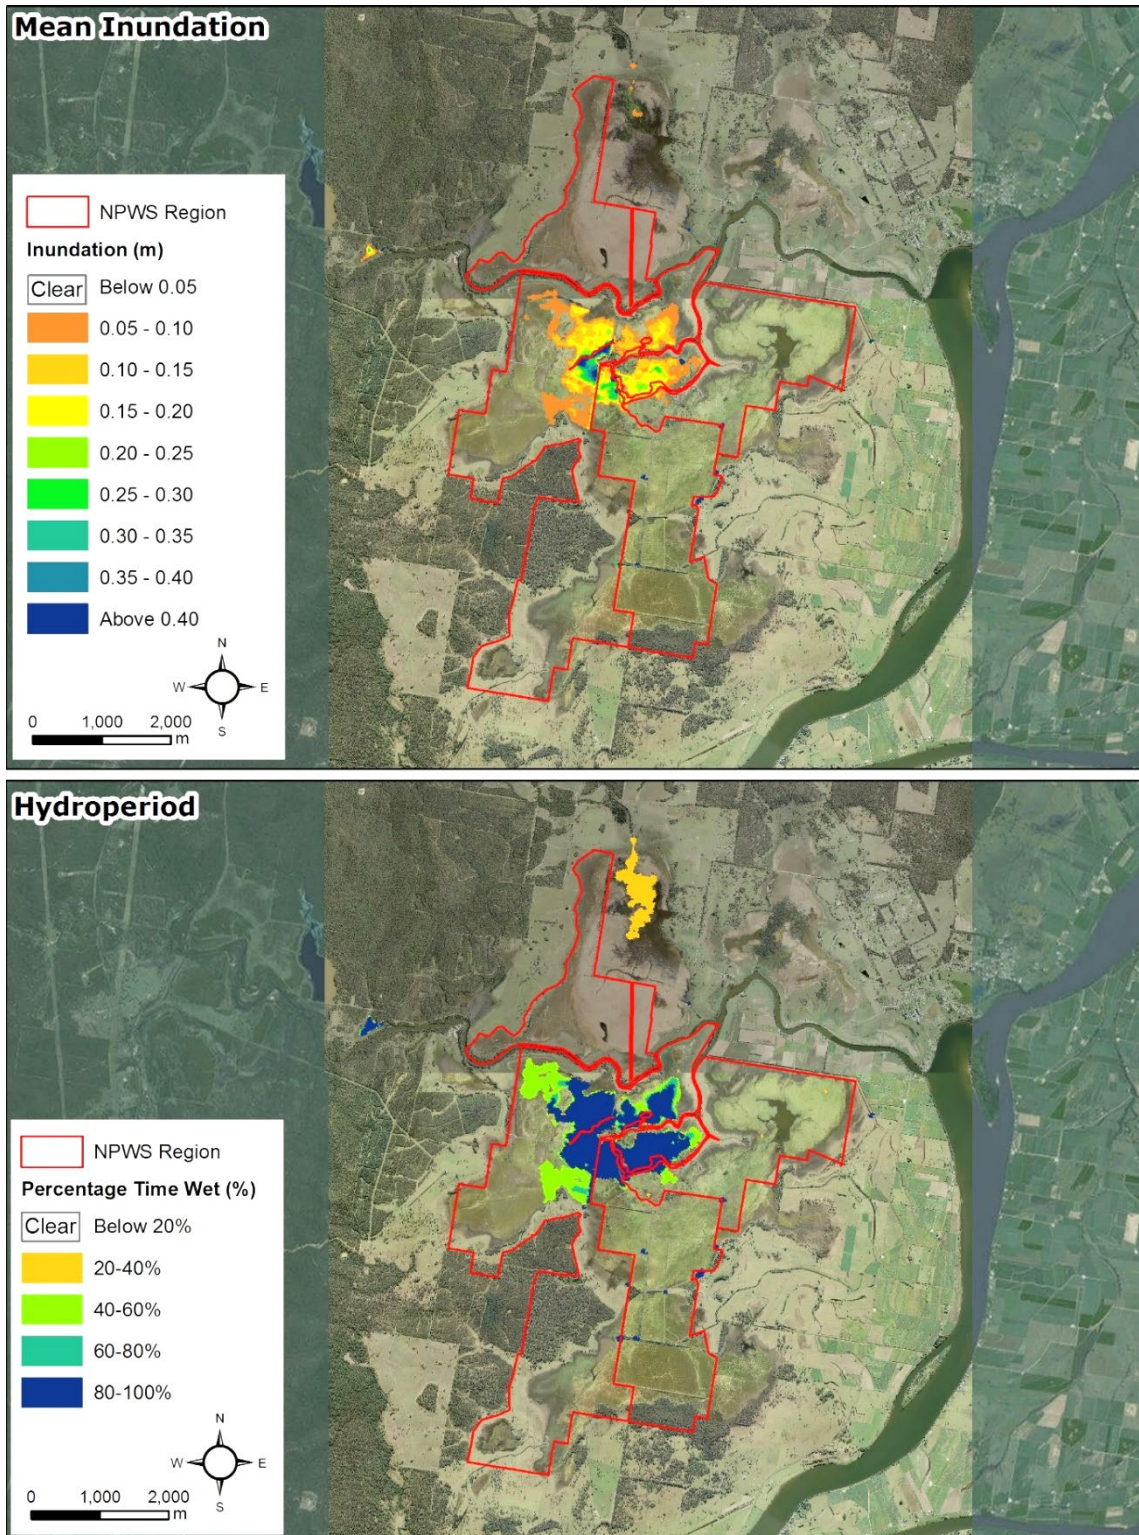 Mean Inundation
NPWS Region
Inundation (m)
Clear Below 0.05
0.05 - 0.10
0.10 - 0.15
0.15 - 0.20
0.20 - 0.25
0.25 - 0.30
0.30 - 0.35
0.35 - 0.40
Above 0.40
N
W E
S
0 1,000 2,000
m
Hydroperiod
NPWS Region
Percentage Time Wet (%)
Clear Below 20%
20-40%
40-60%
60-80%
80-100%
N
W E
S
0 1,000 2,000
m